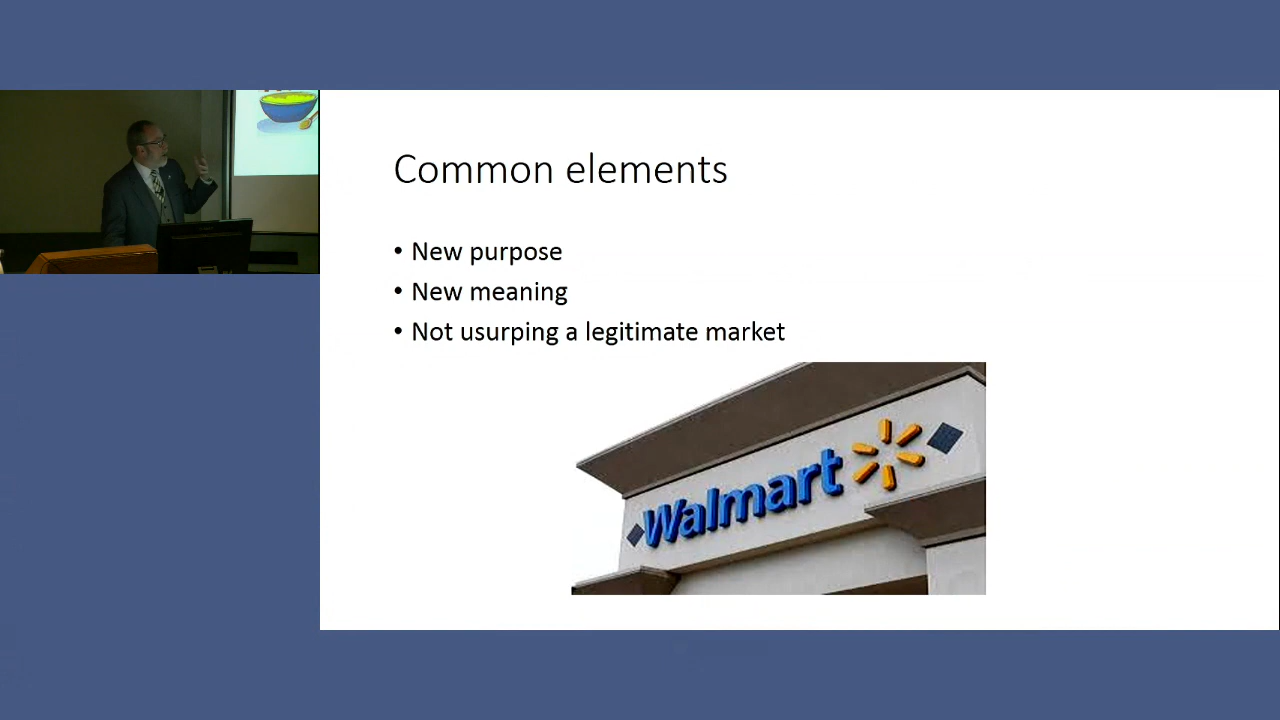 Common elements
• New purpose
• New meaning
• Not usurping a legitimate market
Walmart